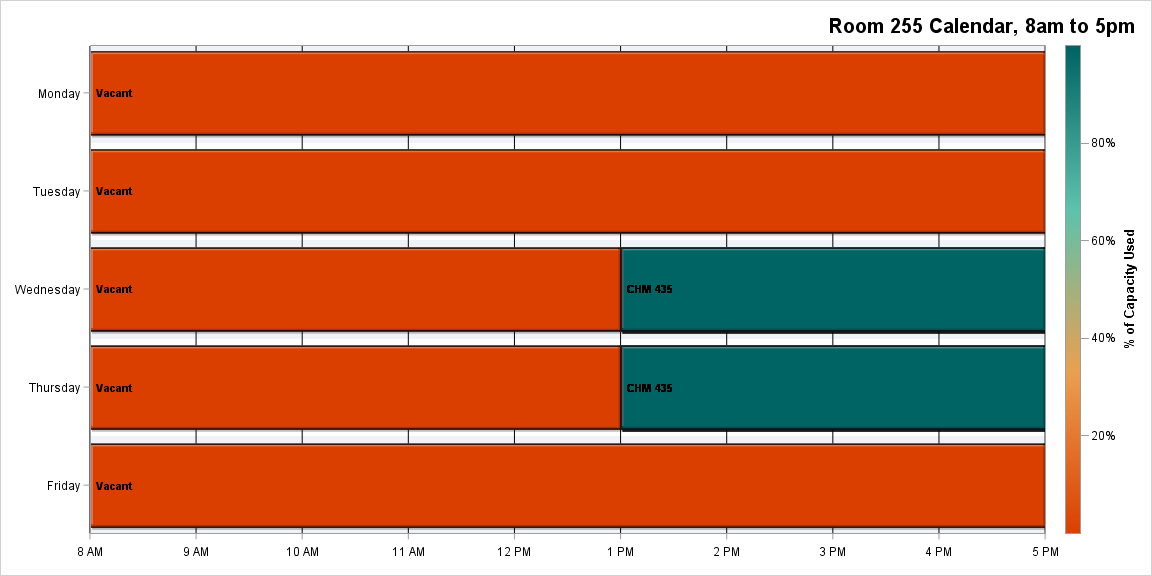 Room 255 Calendar, 8am to 5pm
Monday
Vacant
Tuesday
Vacant
Wednesday
Vacant
CHM 435
Thursday
Vacant
CHM 435
Friday
Vacant
8 AM 9 AM 10 AM 11 AM 12 PM 1 PM 2 PM 3 PM 4 PM 5 PM
80%
60%
40%
20%
% of Capacity Used